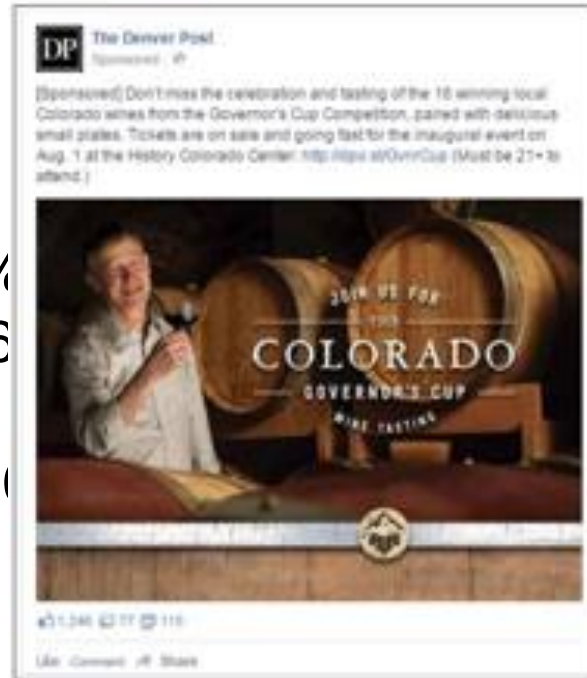 DP
The Denver Post
Sponsored
[Sponsored] Don't miss the celebration and tasting of the 16 winning local
Colorado wines from the Governor's Cup Competition, paired with delicious
small plates. Tickets are on sale and going fast for the inaugural event on
Aug. 1 at the History Colorado Center: (Must be 21+ to
attend.)
JOIN US FOR
THE
COLORADO
GOVERNOR'S CUP
WINE TASTING
77
Like Comment Share